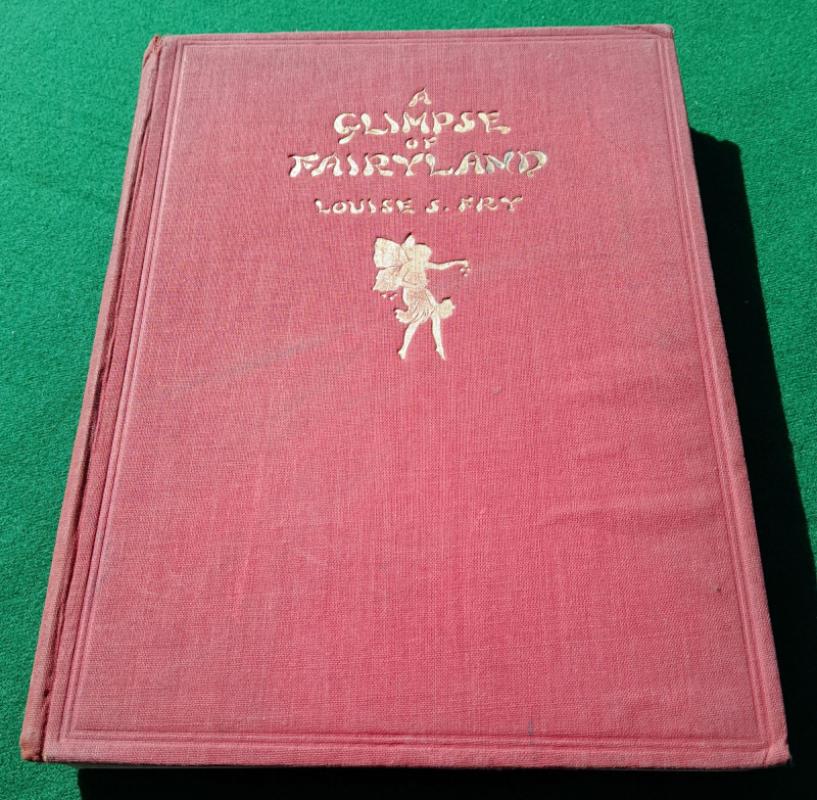 A
GLIMPSE
OF
FAIRYLAND
LOUISE S. FRY